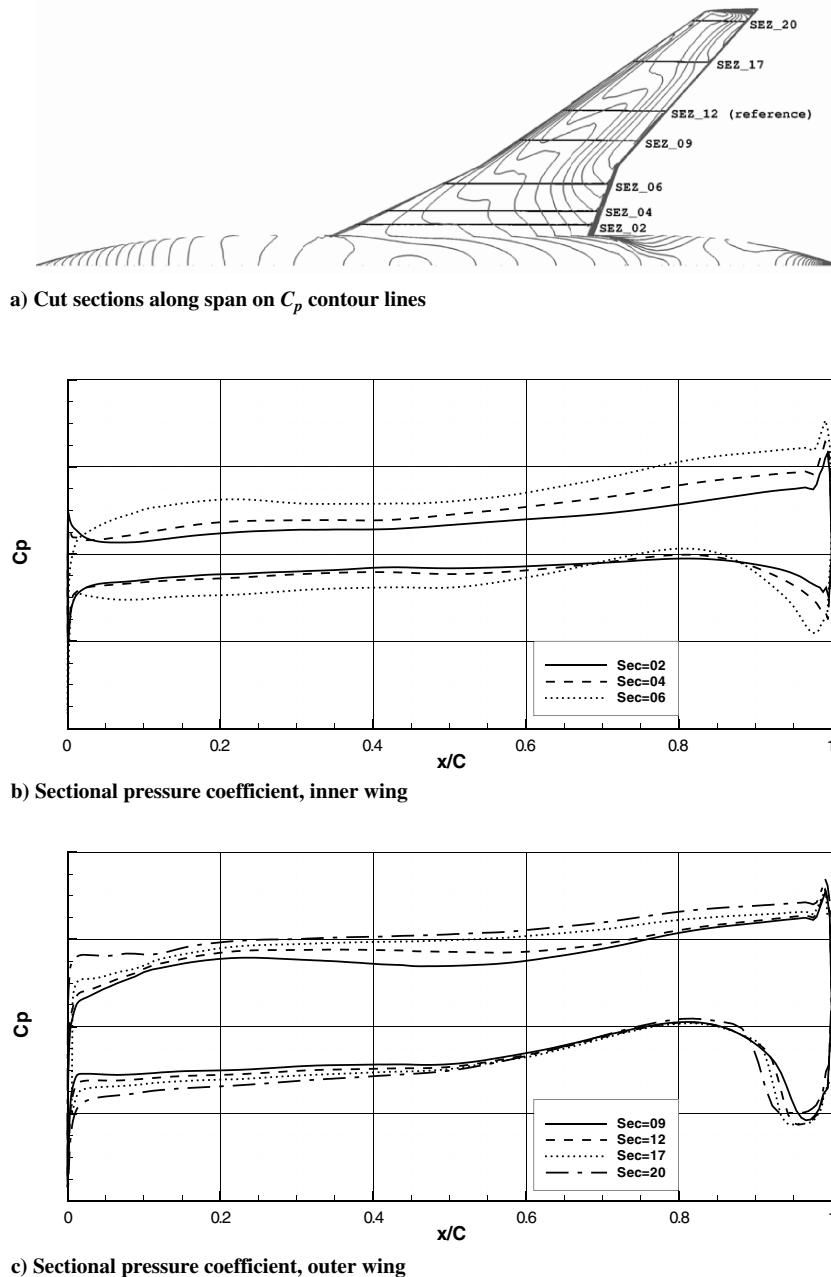 SEZ_20
SEZ_17
SEZ_12 (reference)
SEZ_09
SEZ_06
SEZ_04
SEZ_02
a) Cut sections along span on Cp contour lines
Cp
Sec=02
Sec=04
Sec=06
0 0.2 0.4 0.6 0.8 1
x/C
b) Sectional pressure coefficient, inner wing
Cp
Sec=09
Sec=12
Sec=17
Sec=20
0 0.2 0.4 0.6 0.8 1
x/C
c) Sectional pressure coefficient, outer wing